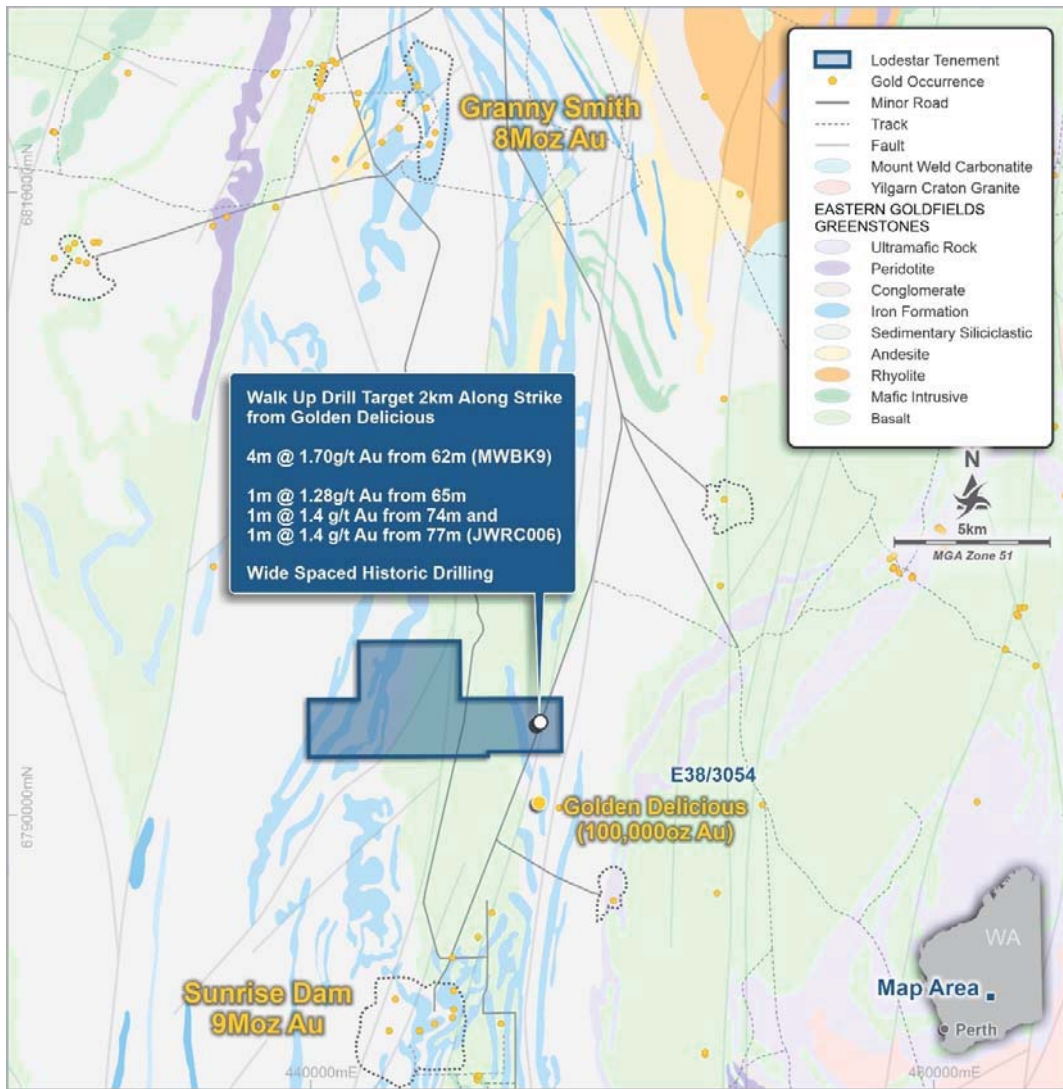 Granny Smith
8Moz Au
Lodestar Tenement
Gold Occurrence
Minor Road
Track
Fault
Mount Weld Carbonatite
Yilgarn Craton Granite
EASTERN GOLDFIELDS
GREENSTONES
Ultramafic Rock
Peridotite
Conglomerate
Iron Formation
Sedimentary Siliciclastic
Andesite
Rhyolite
Mafic Intrusive
Basalt
6810000mN
N
5km
MGA Zone 51
Walk Up Drill Target 2km Along Strike
from Golden Delicious
4m @ 1.70g/t Au from 62m (MWBK9)
1m @ 1.28g/t Au from 65m
1m @ 1.4 g/t Au from 74m and
1m @ 1.4 g/t Au from 77m (JWRC006)
Wide Spaced Historic Drilling
E38/3054
Golden Delicious
(100,000oz Au)
6790000mN
Sunrise Dam
9Moz Au
WA
Map Area
Perth
440000mE
460000mE